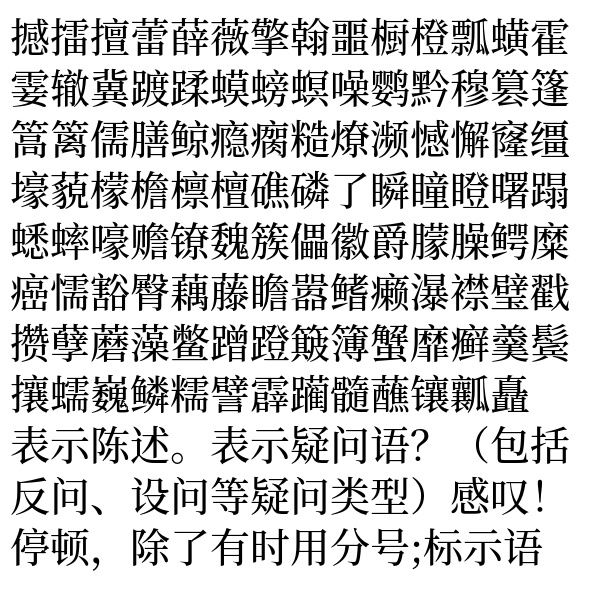 撼擂擅蕾薛薇擎翰噩橱橙瓢蟥霍
霎辙冀踱蹂蟆螃螟噪鹦黔穆篡篷
篙篱儒膳鲸瘾瘸糙燎濒憾懈窿缰
壕藐檬檐檩檀礁磷了瞬瞳瞪曙蹋
蟋蟀嚎赡镣魏簇儡徽爵朦臊鳄糜
癌懦豁臀藕藤瞻嚣鳍癞瀑襟璧戳
攒孽蘑藻鳖蹭蹬簸簿蟹靡癣羹鬓
攘蠕巍鳞糯譬霹躏髓蘸镶瓤矗
表示陈述。表示疑问语？（包括
反问、设问等疑问类型）感叹！
停顿，除了有时用分号;标示语